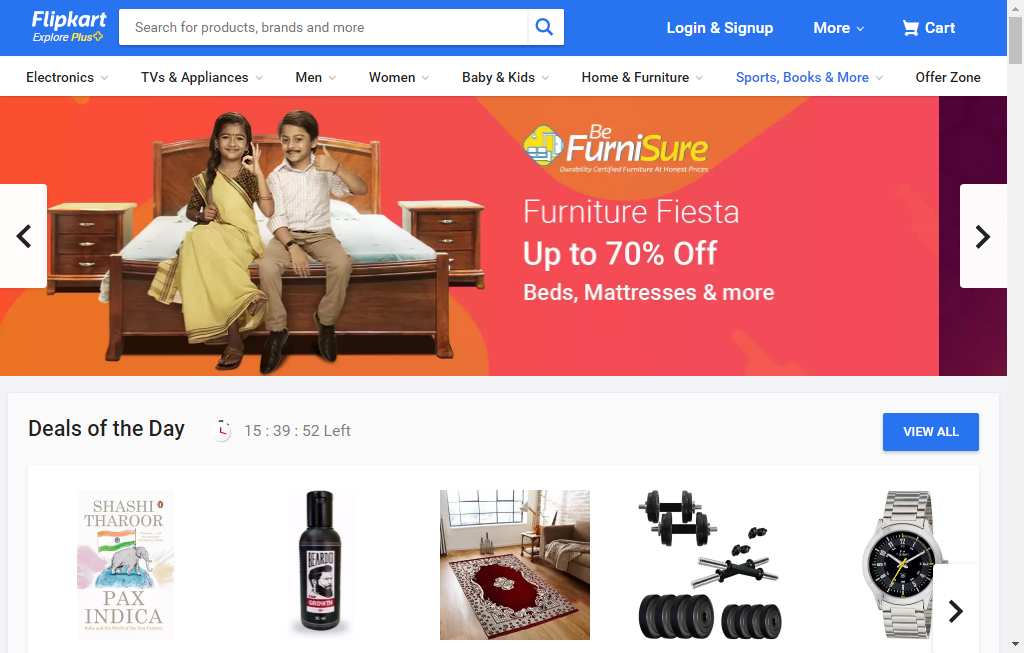 Flipkart
Explore Plus
Search for products, brands and more
Login & Signup
More
Cart
Electronics
TVs & Appliances
Men
Women
Baby & Kids
Home & Furniture
Sports, Books & More
Offer Zone
Be
FurniSure
Durability Certified Furniture At Honest Prices
Furniture Fiesta
Up to 70% Off
Beds, Mattresses & more
Deals of the Day
15 : 39 : 52 Left
VIEW ALL
SHASHI
THAROOR
PAX
INDICA
India and the World of the 21st Century
BEARDO
GROWTH